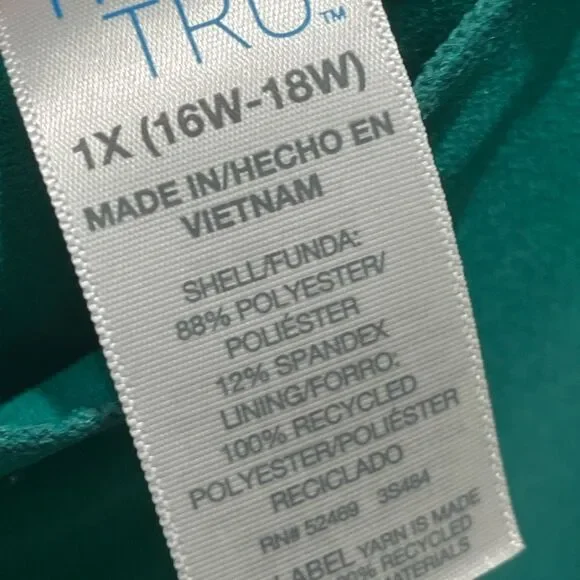 TRU™
1X (16W-18W)
MADE IN/HECHO EN
VIETNAM
SHELL/FUNDA:
88% POLYESTER/
POLIÉSTER
12% SPANDEX
LINING/FORRO:
100% RECYCLED
POLYESTER/POLIÉSTER
RECICLADO
RN# 52469 3S484
LABEL YARN IS MADE
RECYCLED
MATERIALS